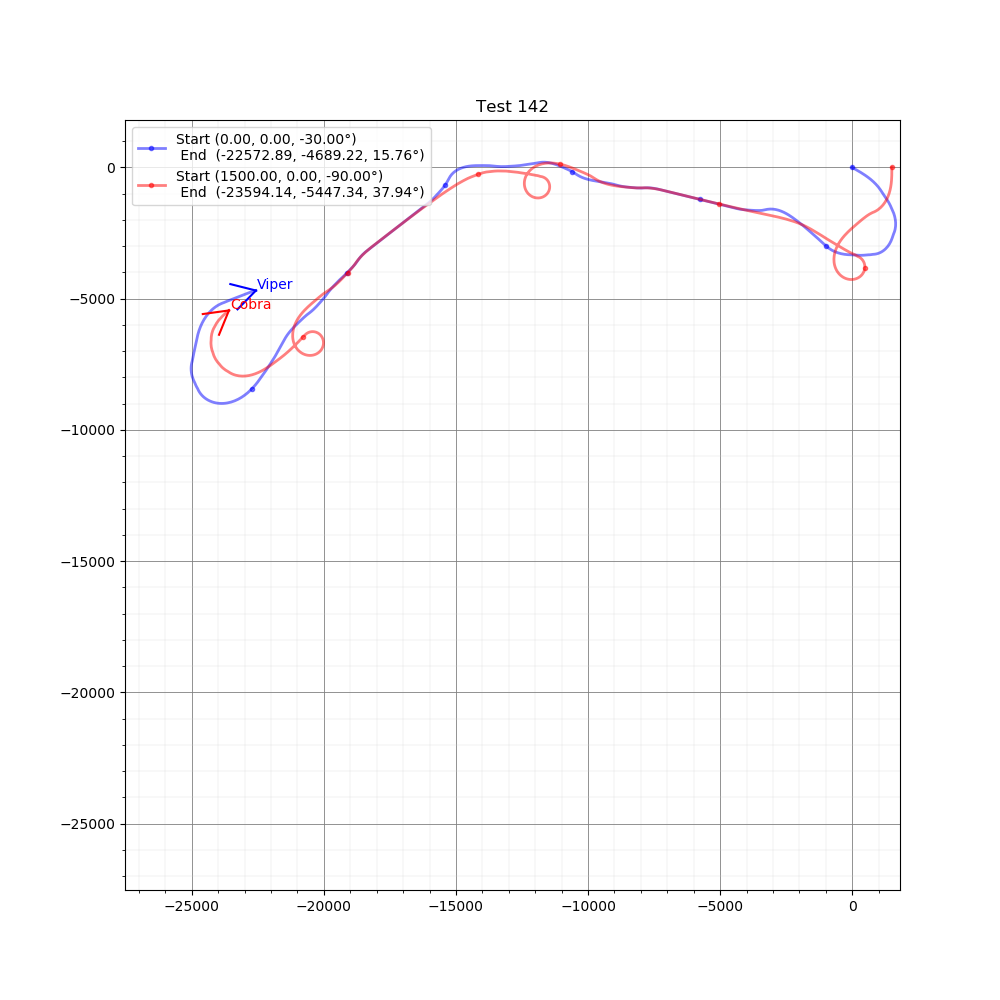 Test 142
Start (0.00, 0.00, -30.00°)
End  (-22572.89, -4689.22, 15.76°)
Start (1500.00, 0.00, -90.00°)
End  (-23594.14, -5447.34, 37.94°)
0
−5000
−10000
−15000
−20000
−25000
Viper
Cobra
−25000
−20000
−15000
−10000
−5000
0